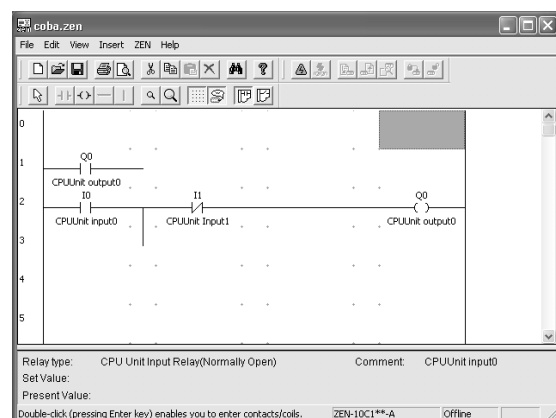 coba.zen
File Edit View Insert ZEN Help
0
1
Q0
CPUUnit output0
2
I0 I1 Q0
CPUUnit input0 CPUUnit Input1 CPUUnit output0
3
4
5
Relay type: CPU Unit Input Relay(Normally Open) Comment: CPUUnit input0
Set Value:
Present Value:
Double-click (pressing Enter key) enables you to enter contacts/coils. ZEN-10C1**-A Offline